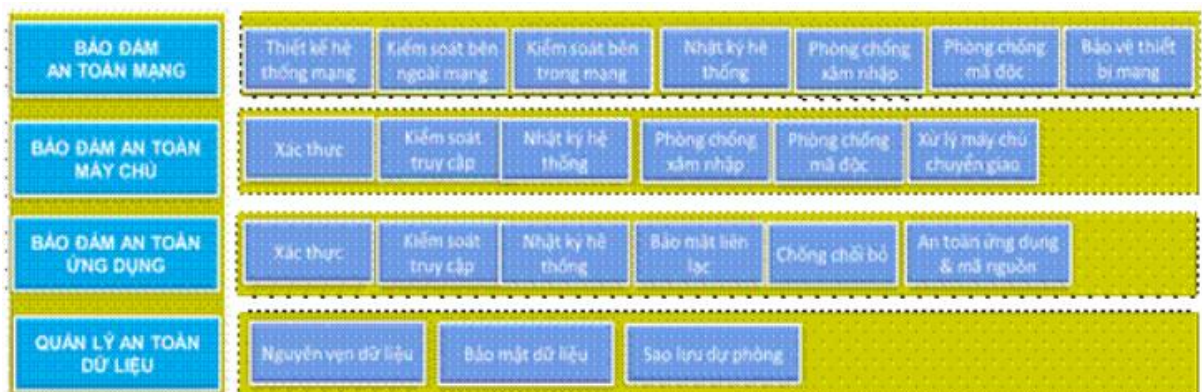 BẢO ĐẢM
AN TOÀN MẠNG
Thiết kế hệ
thống mạng
Kiểm soát bên
ngoài mạng
Kiểm soát bên
trong mạng
Nhật ký hệ
thống
Phòng chống
xâm nhập
Phòng chống
mã độc
Bảo vệ thiết
bị mạng
BẢO ĐẢM AN TOÀN
MÁY CHỦ
Xác thực
Kiểm soát
truy cập
Nhật ký hệ
thống
Phòng chống
xâm nhập
Phòng chống
mã độc
Xử lý máy chủ
chuyển giao
BẢO ĐẢM AN TOÀN
ỨNG DỤNG
Xác thực
Kiểm soát
truy cập
Nhật ký hệ
thống
Bảo mật liên
lạc
Chống chối bỏ
An toàn ứng dụng
& mã nguồn
QUẢN LÝ AN TOÀN
DỮ LIỆU
Nguyên vẹn dữ liệu
Bảo mật dữ liệu
Sao lưu dự phòng